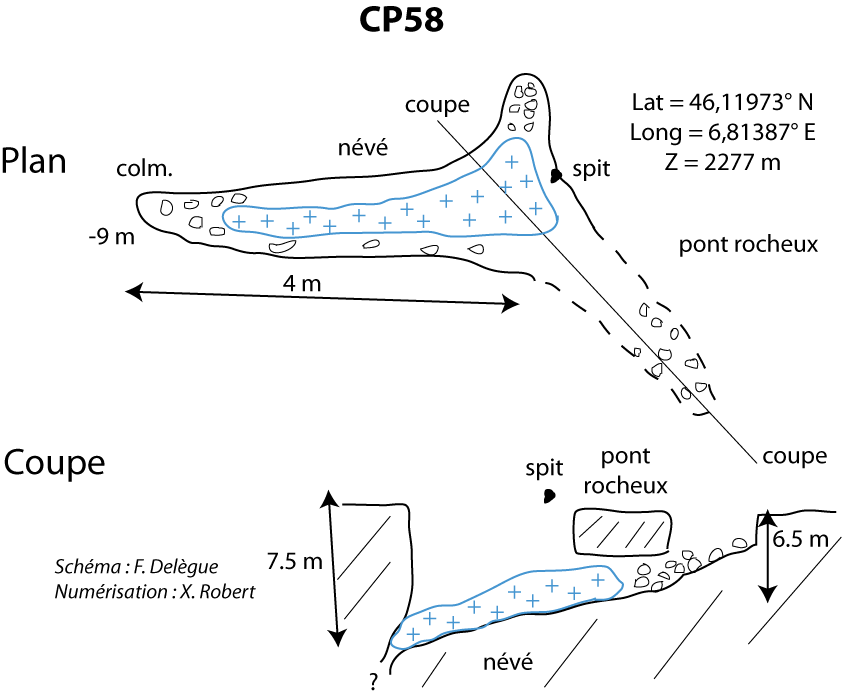 CP58
Lat = 46,11973° N
Long = 6,81387° E
Z = 2277 m
coupe
Plan
névé
colm.
spit
-9 m
pont rocheux
4 m
Coupe
coupe
spit
pont
rocheux
7.5 m
6.5 m
Schéma : F. Delègue
Numérisation : X. Robert
névé
?